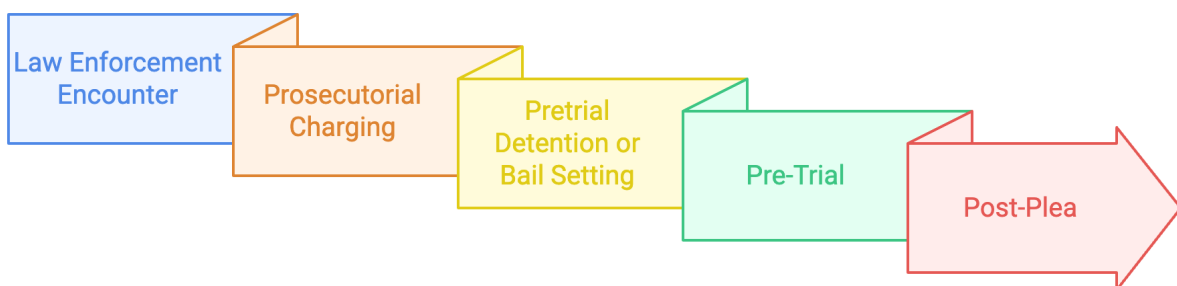 Law Enforcement
Encounter
Prosecutorial
Charging
Pretrial
Detention or
Bail Setting
Pre-Trial
Post-Plea